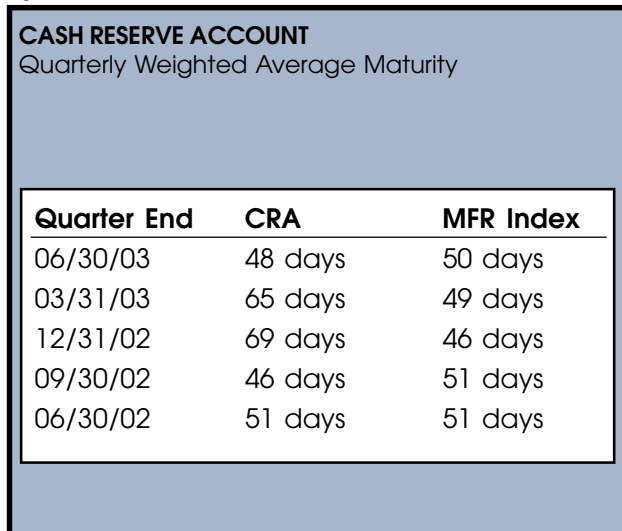 CASH RESERVE ACCOUNT
Quarterly Weighted Average Maturity
Quarter End CRA MFR Index
06/30/03 48 days 50 days
03/31/03 65 days 49 days
12/31/02 69 days 46 days
09/30/02 46 days 51 days
06/30/02 51 days 51 days